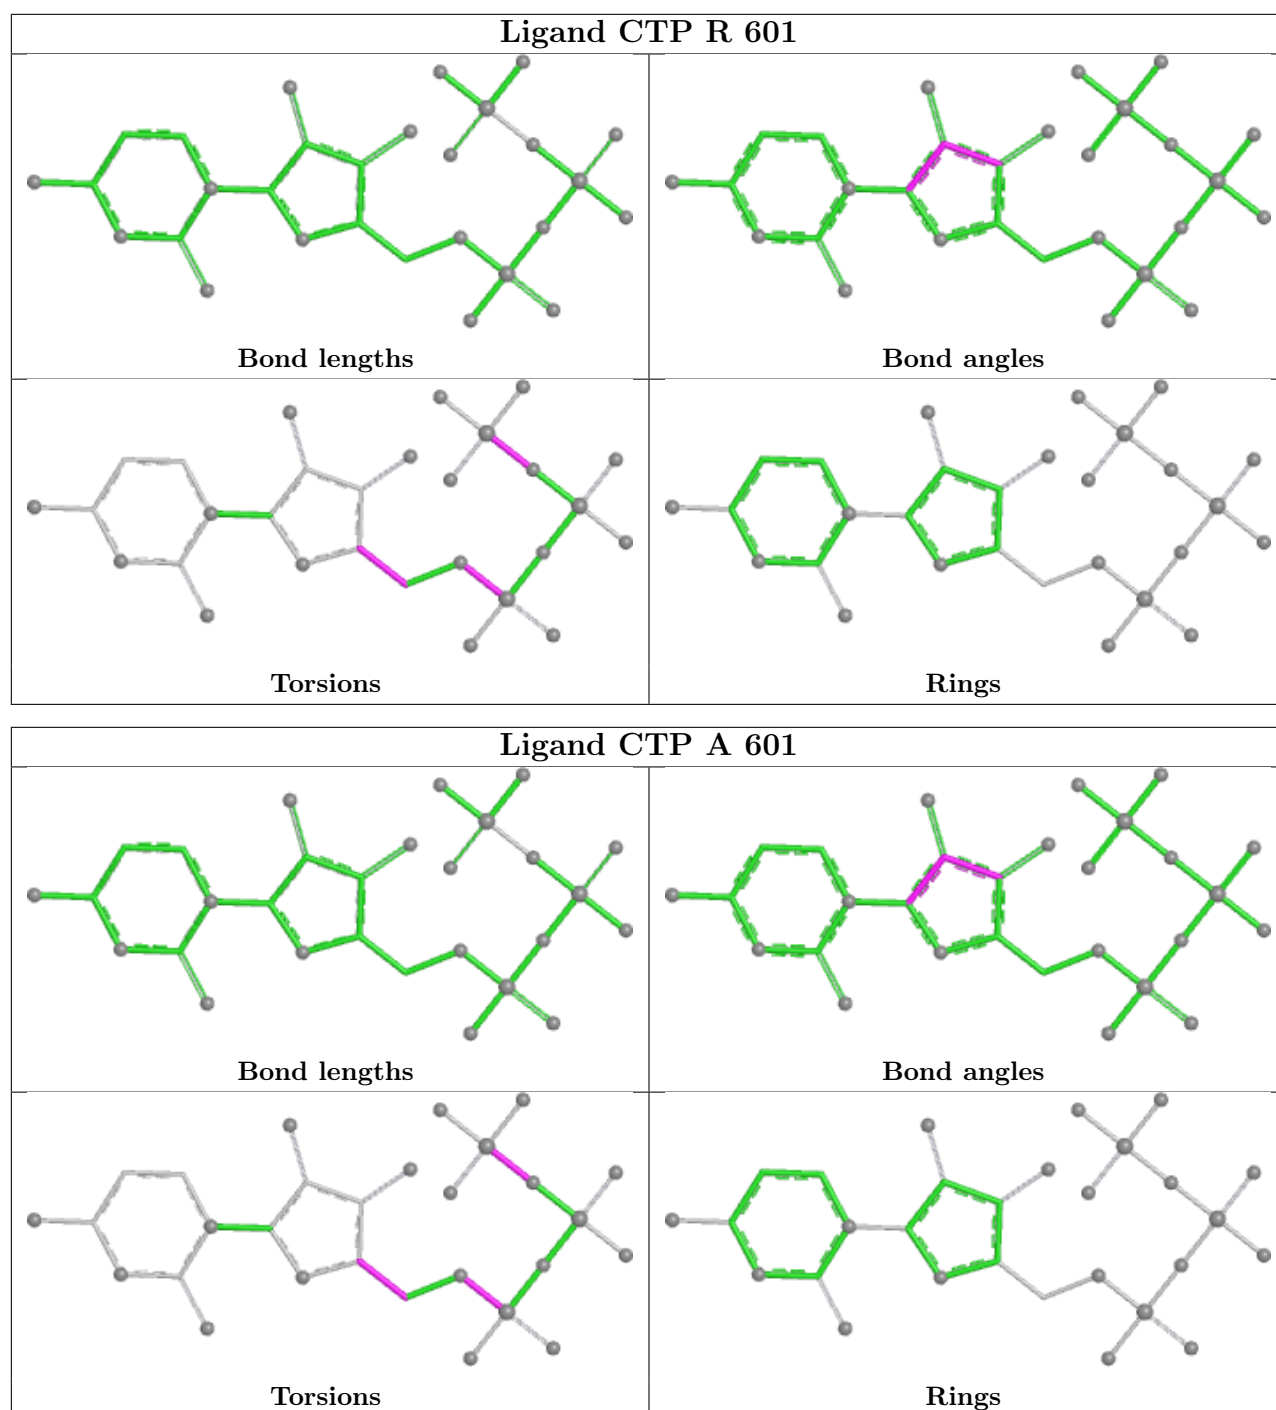 Ligand CTP R 601
Bond lengths
Bond angles
Torsions
Rings
Ligand CTP A 601
Bond lengths
Bond angles
Torsions
Rings